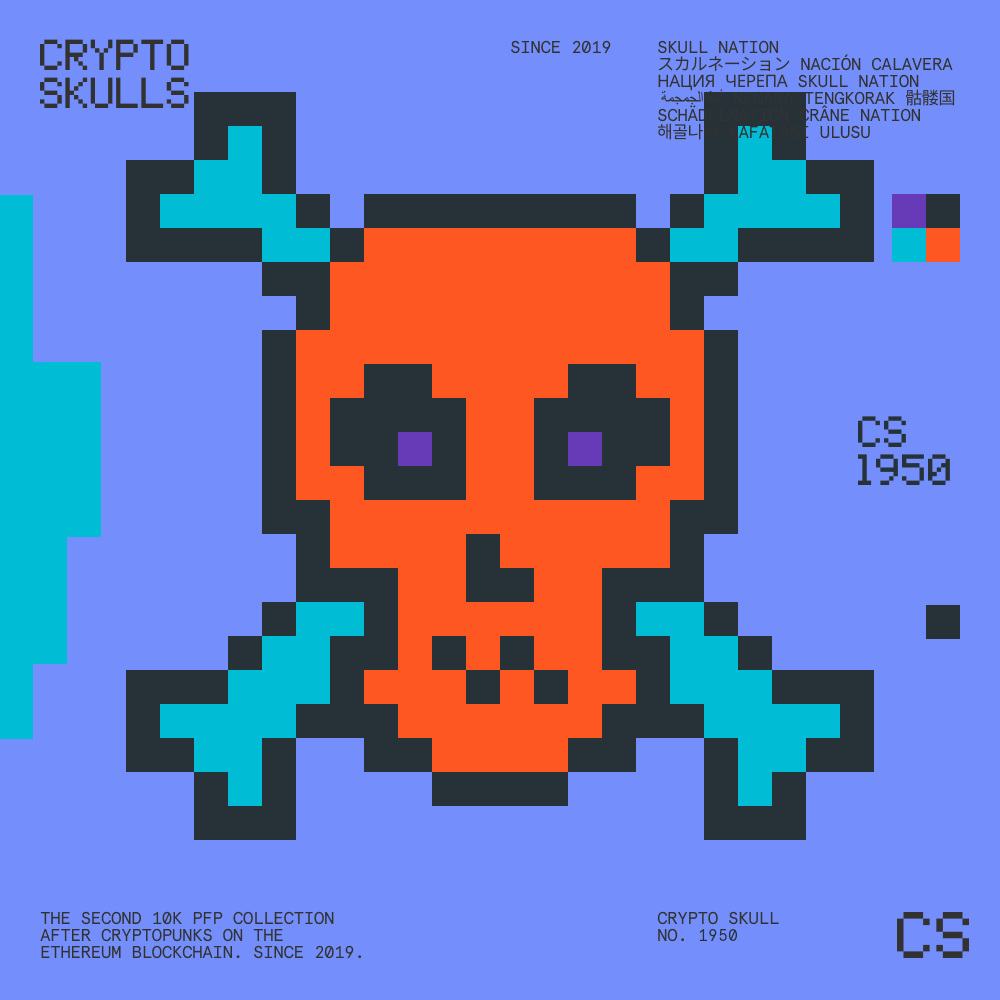 CRYPTO
SKULLS
SINCE 2019
SKULL NATION
スカルネーション NACIÓN CALAVERA
НАЦИЯ ЧЕРЕПА SKULL NATION
TENGKORAK 骷髅国
CRÂNE NATION
해골 ULUSU
CS
1950
THE SECOND 10K PFP COLLECTION
AFTER CRYPTOPUNKS ON THE
ETHEREUM BLOCKCHAIN. SINCE 2019.
CRYPTO SKULL
NO. 1950
CS